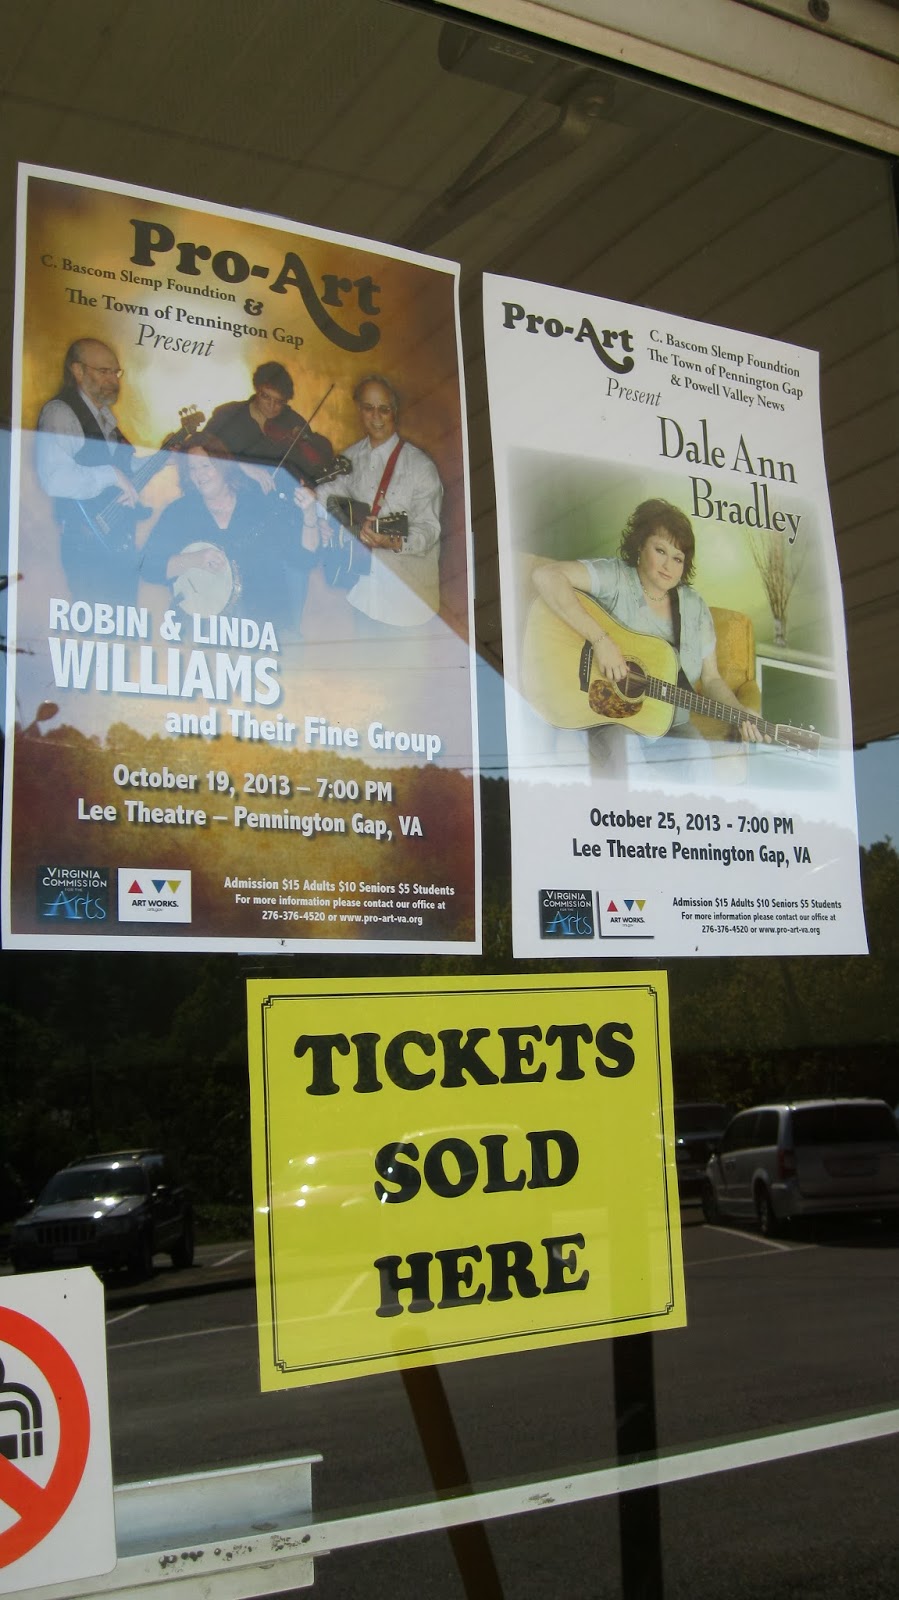 Pro-Art
C. Bascom Slemp Foundtion
&
The Town of Pennington Gap
Present
ROBIN & LINDA
WILLIAMS
and Their Fine Group
October 19, 2013 – 7:00 PM
Lee Theatre – Pennington Gap, VA
VIRGINIA
COMMISSION
FOR THE
Arts
ART WORKS.
arts.gov
Admission $15 Adults $10 Seniors $5 Students
For more information please contact our office at
276-376-4520 or www.pro-art-va.org
Pro-Art
C. Bascom Slemp Foundtion
The Town of Pennington Gap
& Powell Valley News
Present
Dale Ann
Bradley
October 25, 2013 - 7:00 PM
Lee Theatre Pennington Gap, VA
VIRGINIA
COMMISSION
FOR THE
Arts
ART WORKS.
arts.gov
Admission $15 Adults $10 Seniors $5 Students
For more information please contact our office at
276-376-4520 or www.pro-art-va.org
TICKETS
SOLD
HERE